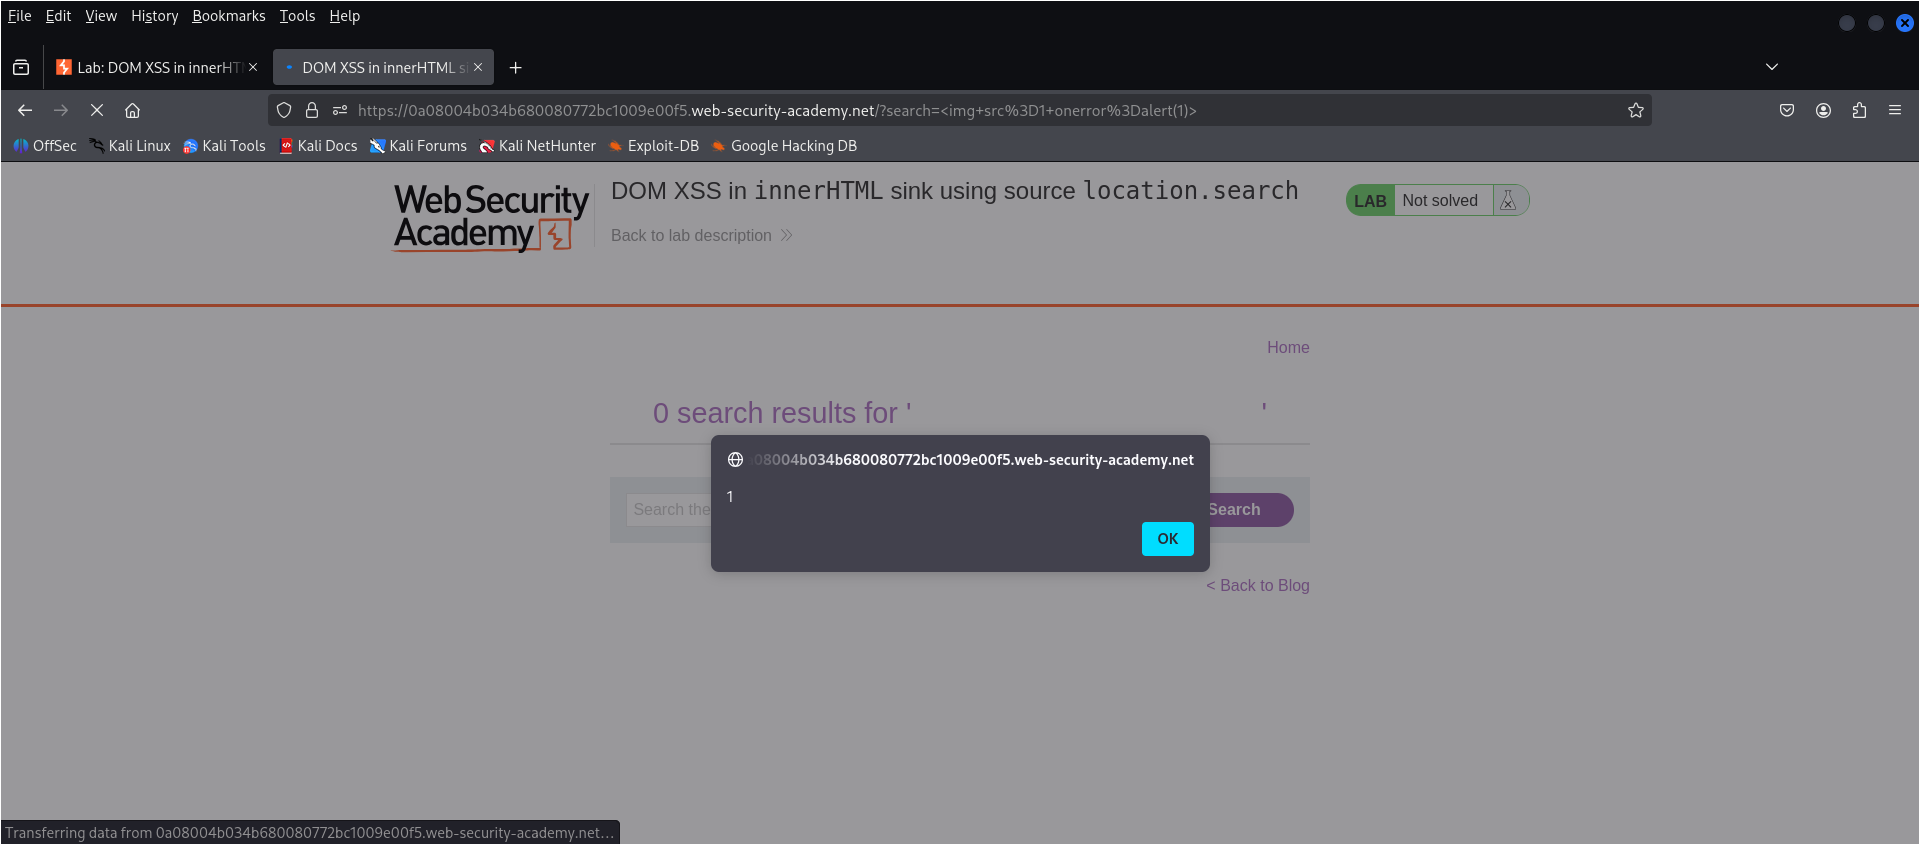 File Edit View History Bookmarks Tools Help
Lab: DOM XSS in innerHT
DOM XSS in innerHTML s
https://0a08004b034b680080772bc1009e00f5.web-security-academy.net/?search=<img+src%3D1+onerror%3Dalert(1)>
OffSec Kali Linux Kali Tools Kali Docs Kali Forums Kali NetHunter Exploit-DB Google Hacking DB
Web Security
Academy
DOM XSS in innerHTML sink using source location.search
Back to lab description
LAB Not solved
Home
0 search results for ' '
08004b034b680080772bc1009e00f5.web-security-academy.net
1
Search the
Search
OK
< Back to Blog
Transferring data from 0a08004b034b680080772bc1009e00f5.web-security-academy.net…